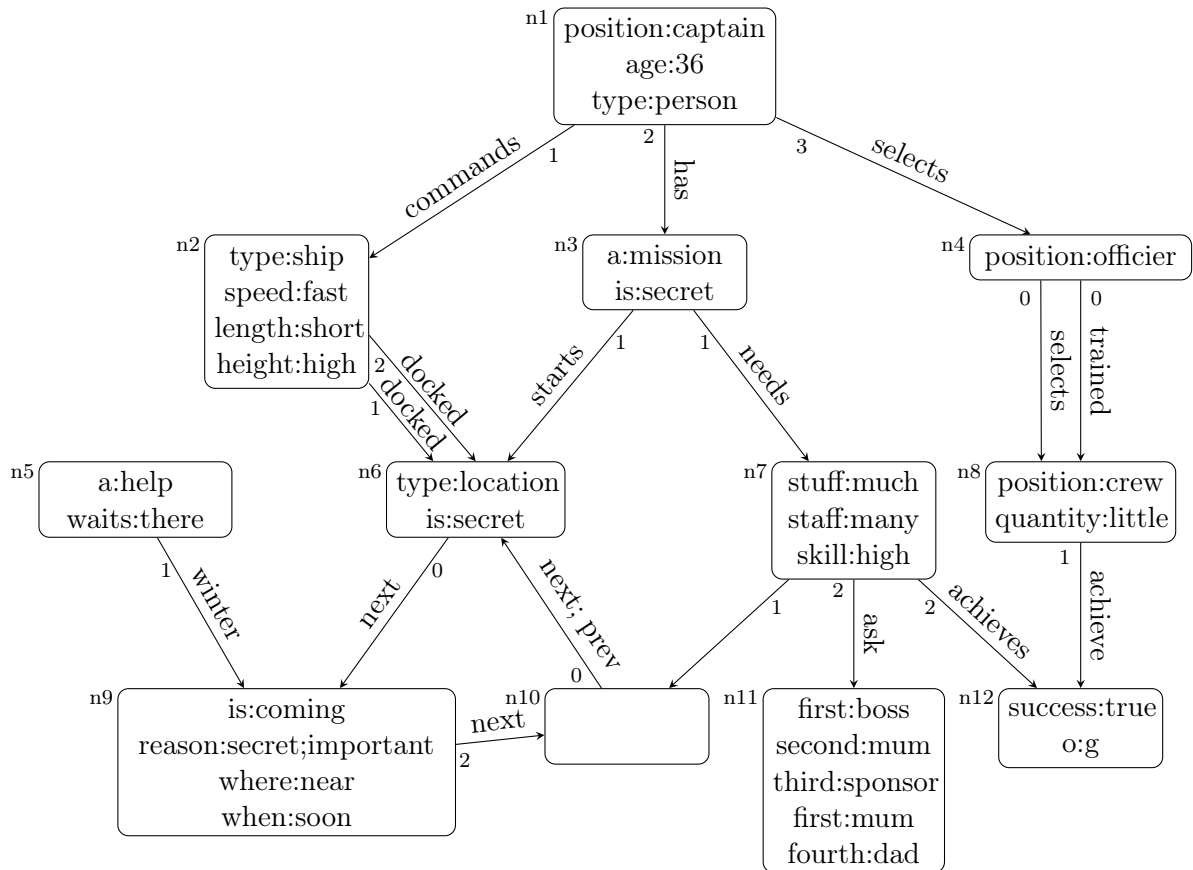 n1
position:captain
age:36
type:person
1
2
3
commands
has
selects
n2
type:ship
speed:fast
length:short
height:high
n3
a:mission
is:secret
n4
position:officier
2
docked
1
docked
1
starts
1
needs
0
selects
0
trained
n5
a:help
waits:there
n6
type:location
is:secret
n7
stuff:much
staff:many
skill:high
n8
position:crew
quantity:little
1
winter
0
next
next; prev
0
1
2
ask
2
achieves
1
achieve
n9
is:coming
reason:secret;important
where:near
when:soon
2
next
n10
n11
first:boss
second:mum
third:sponsor
first:mum
fourth:dad
n12
success:true
o:g